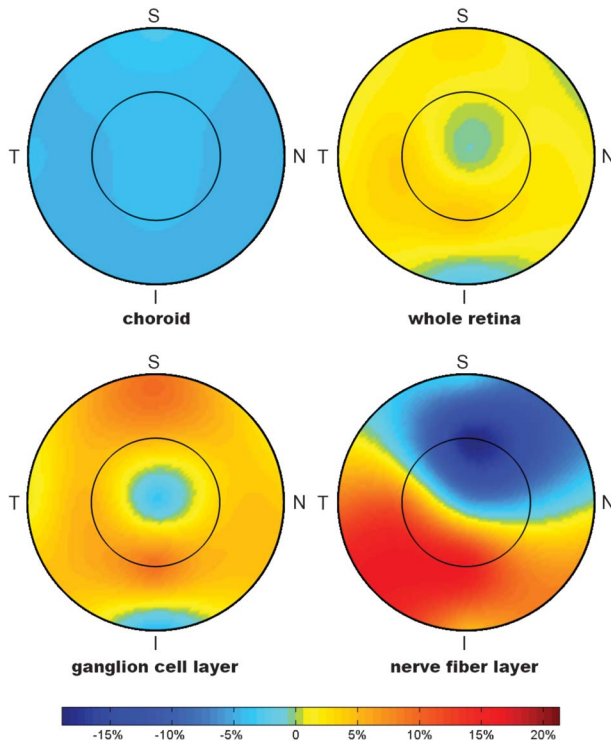 S S
T N T N
I I
choroid whole retina
S S
T N T N
I I
ganglion cell layer nerve fiber layer
-15% -10% -5% 0 5% 10% 15% 20%